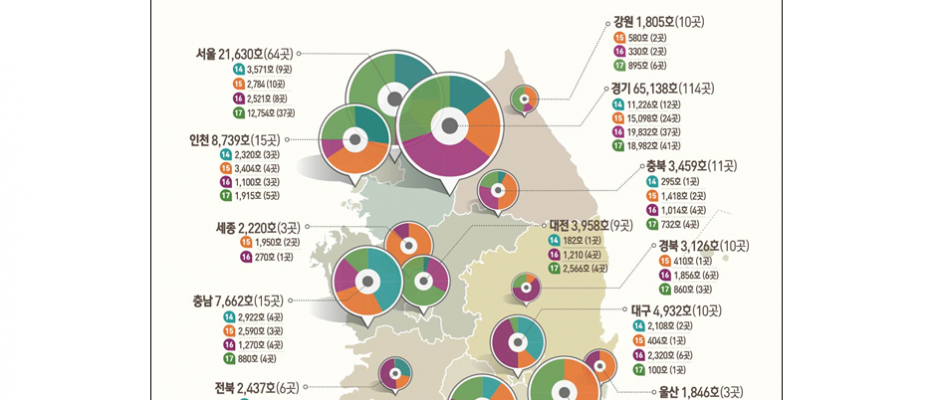 서울 21,630호(64곳)
14 3,571호 (9곳)
15 2,784 (10곳)
16 2,521호 (8곳)
17 12,754호 (37곳)
인천 8,739호(15곳)
14 2,320호 (3곳)
15 3,404호 (4곳)
16 1,100호 (3곳)
17 1,915호 (5곳)
세종 2,220호(3곳)
15 1,950호 (2곳)
16 270호 (1곳)
충남 7,662호(15곳)
14 2,922호 (4곳)
15 2,590호 (3곳)
16 1,270호 (4곳)
17 880호 (4곳)
전북 2,437호(6곳)
강원 1,805호(10곳)
15 580호 (2곳)
16 330호 (2곳)
17 895호 (6곳)
경기 65,138호(114곳)
14 11,226호 (12곳)
15 15,098호 (24곳)
16 19,832호 (37곳)
17 18,982호 (41곳)
충북 3,459호(11곳)
14 295호 (1곳)
15 1,418호 (2곳)
16 1,014호 (4곳)
17 732호 (4곳)
대전 3,958호(9곳)
14 182호 (1곳)
16 1,210 (4곳)
17 2,566호 (4곳)
경북 3,126호(10곳)
15 410호 (1곳)
16 1,856호 (6곳)
17 860호 (3곳)
대구 4,932호(10곳)
14 2,108호 (2곳)
15 404호 (1곳)
16 2,320호 (6곳)
17 100호 (1곳)
울산 1,846호(3곳)